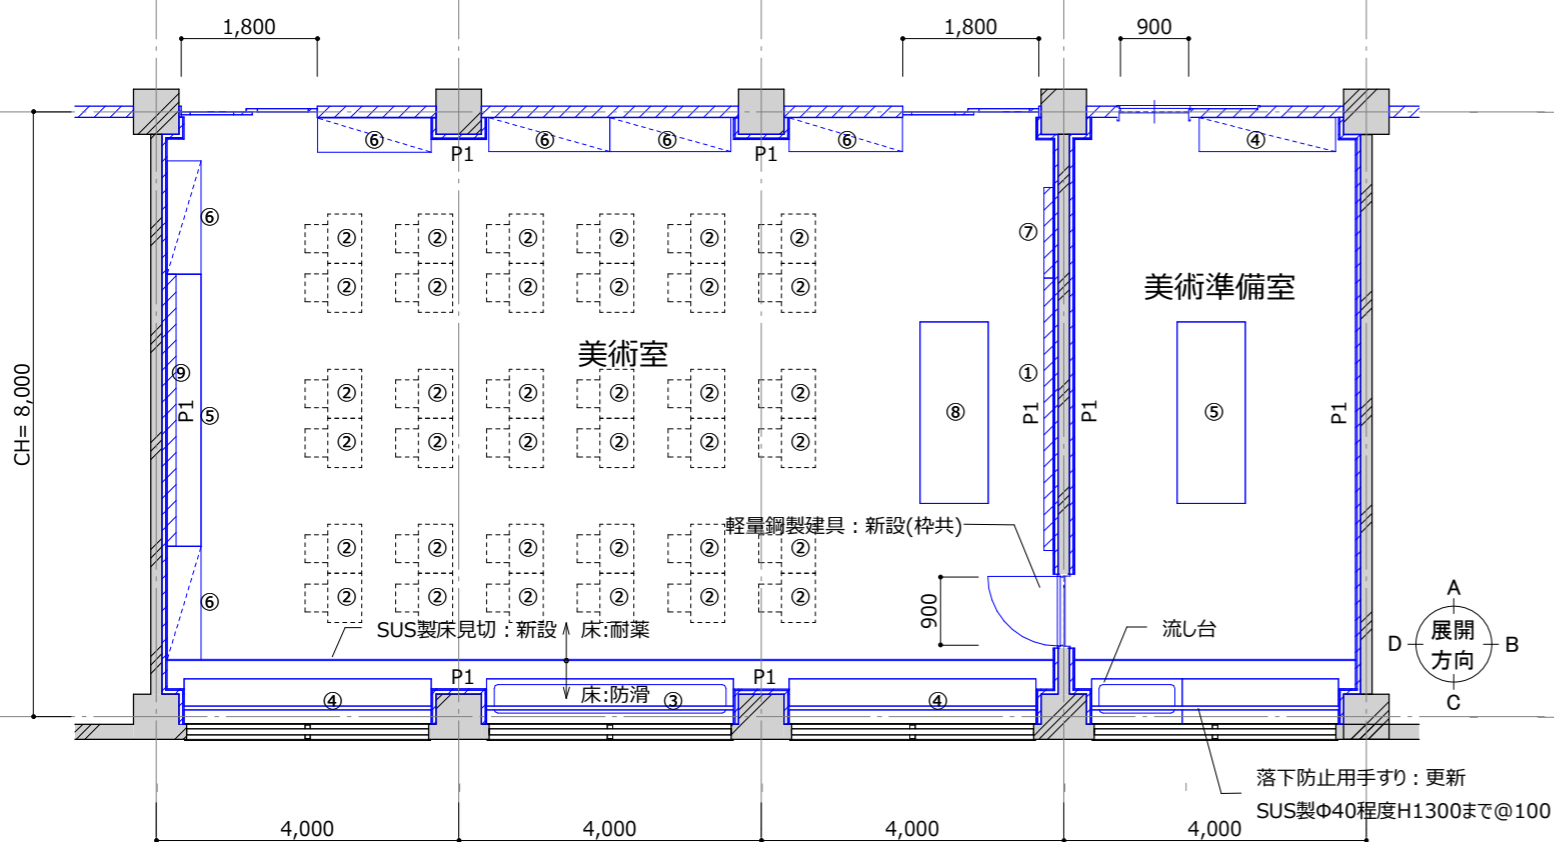 1,800
1,800
900
⑥
⑥
⑥
⑥
④
P1
P1
⑥
⑦
② ② ② ② ② ②
② ② ② ② ② ②
美術準備室
美術室
CH= 8,000
⑨
①
② ② ② ② ② ②
P1
⑤
⑧
P1
P1
⑤
P1
② ② ② ② ② ②
軽量鋼製建具：新設(枠共)
② ② ② ② ② ②
② ② ② ② ② ②
⑥
900
SUS製床見切：新設
床:耐薬
流し台
A
D
展開
方向
B
C
P1
P1
床:防滑
④
③
④
落下防止用手すり：更新
SUS製Φ40程度H1300まで@100
4,000
4,000
4,000
4,000